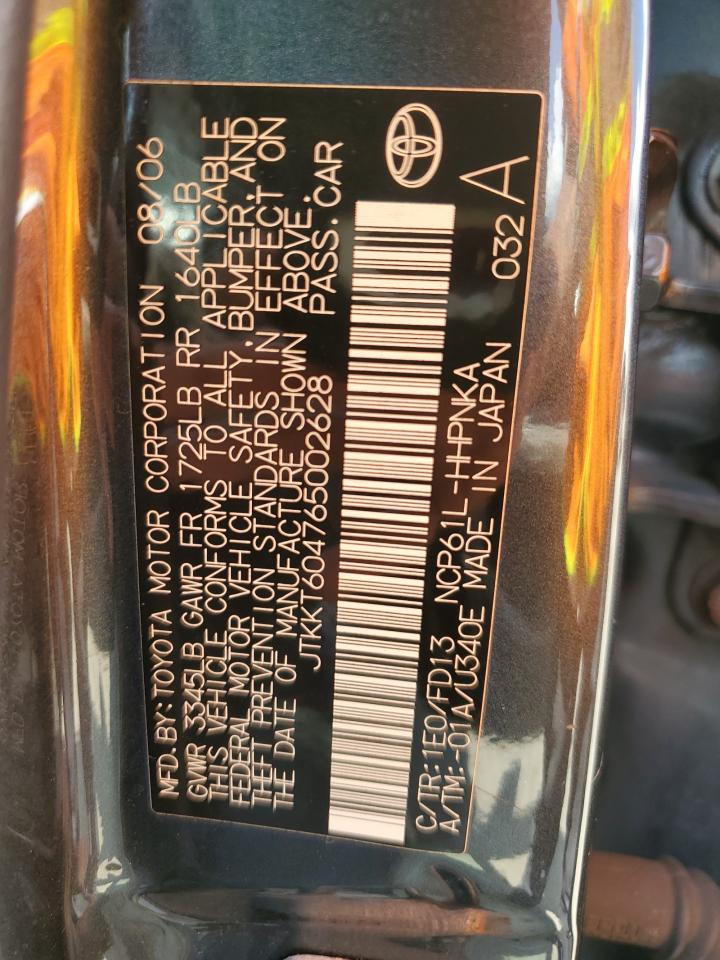 MFD. BY: TOYOTA MOTOR CORPORATION 08/06
GVWR 3345LB GAWR FR 1725LB RR 1640LB
THIS VEHICLE CONFORMS TO ALL APPLICABLE
FEDERAL MOTOR VEHICLE SAFETY, BUMPER, AND
THEFT PREVENTION STANDARDS IN EFFECT ON
THE DATE OF MANUFACTURE SHOWN ABOVE.
JTKKT604765002628 PASS. CAR
C/TR: 1E0/FD13 NCP61L-HHPNKA 032 A
A/TM: -01A/U340E MADE IN JAPAN